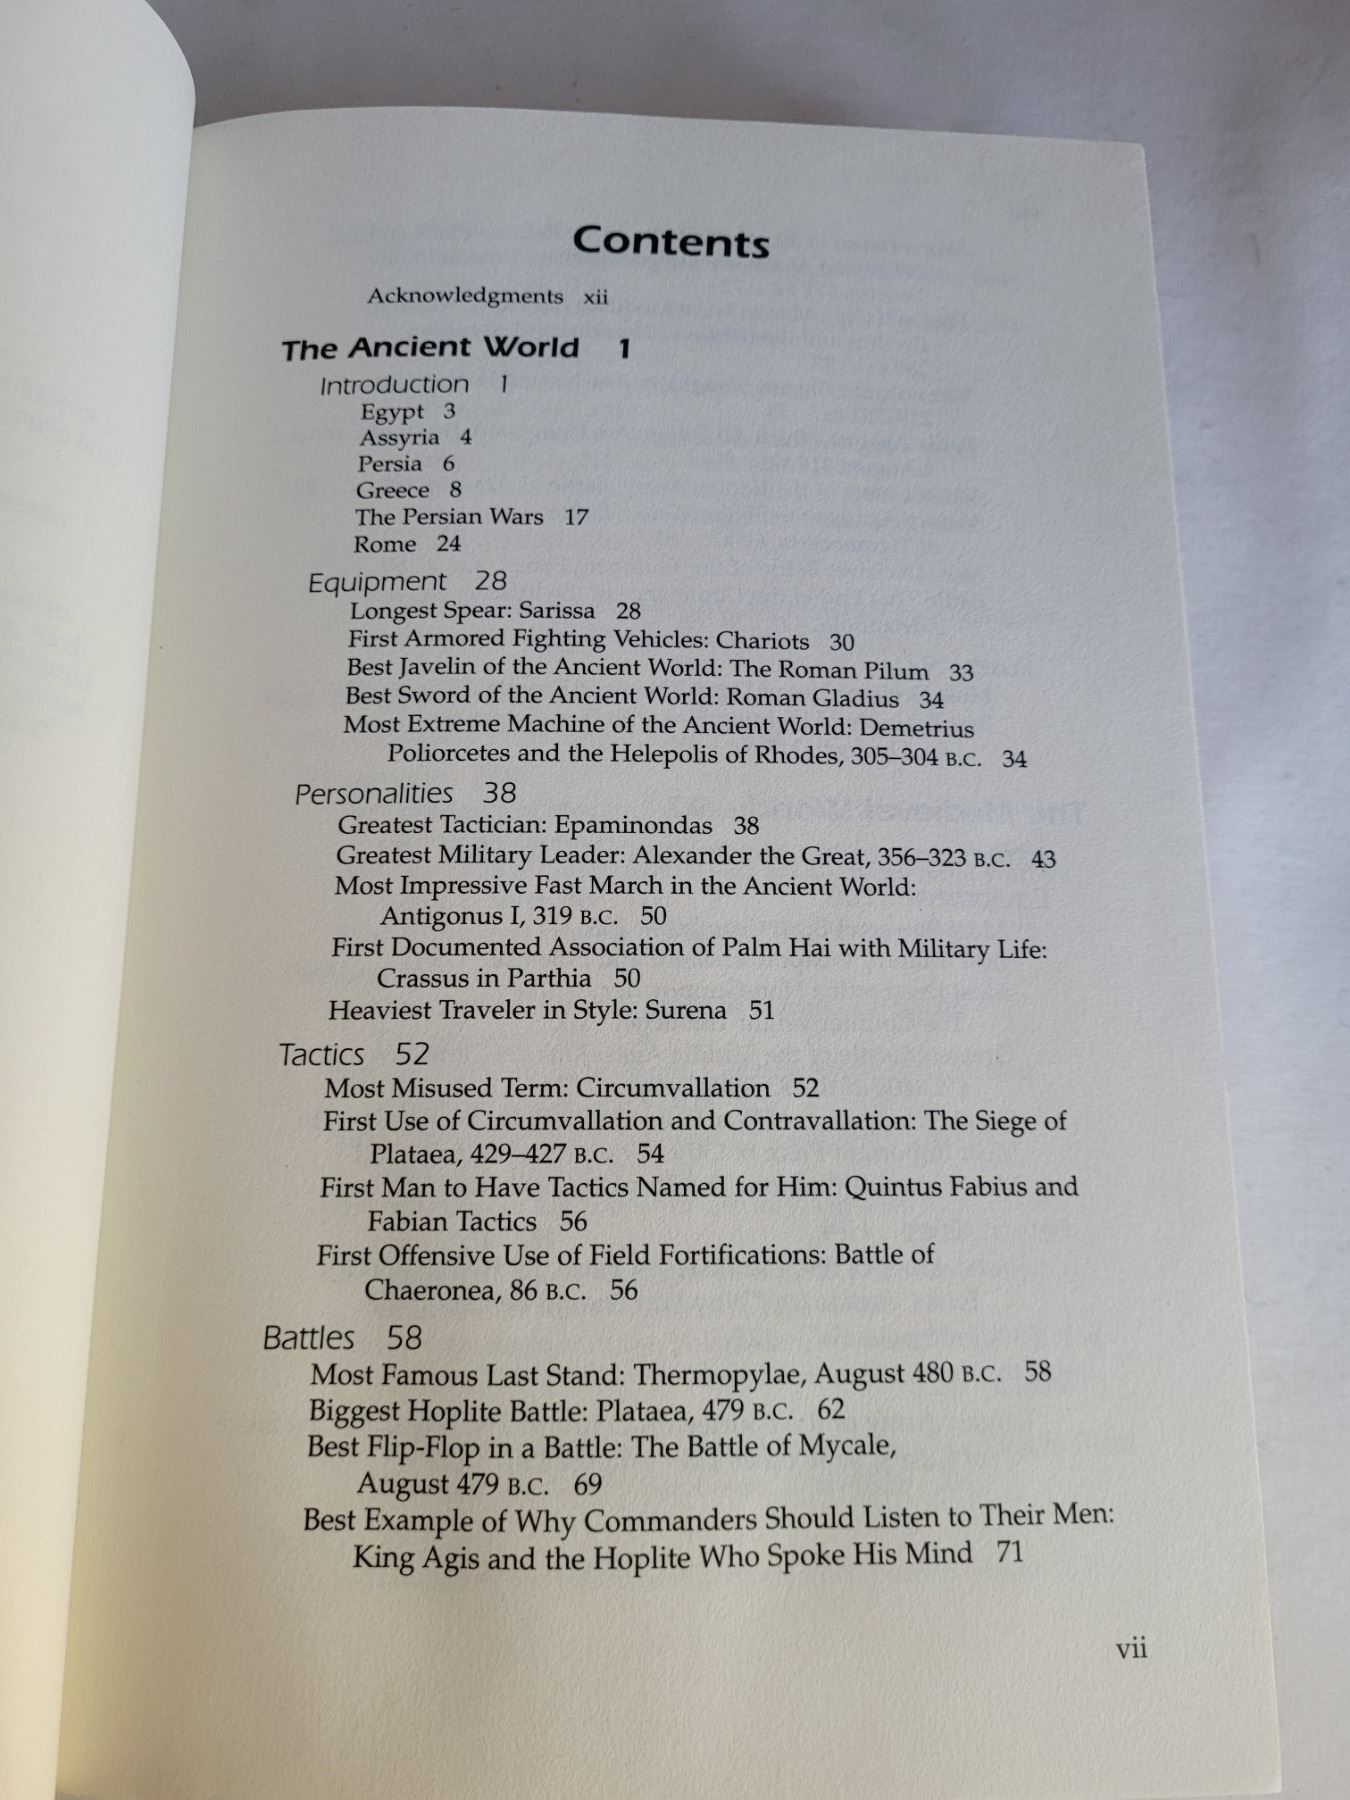 Contents
Acknowledgments xii
The Ancient World 1
Introduction 1
Egypt 3
Assyria 4
Persia 6
Greece 8
The Persian Wars 17
Rome 24
Equipment 28
Longest Spear: Sarissa 28
First Armored Fighting Vehicles: Chariots 30
Best Javelin of the Ancient World: The Roman Pilum 33
Best Sword of the Ancient World: Roman Gladius 34
Most Extreme Machine of the Ancient World: Demetrius
Poliorcetes and the Helepolis of Rhodes, 305–304 B.C. 34
Personalities 38
Greatest Tactician: Epaminondas 38
Greatest Military Leader: Alexander the Great, 356–323 B.C. 43
Most Impressive Fast March in the Ancient World:
Antigonus I, 319 B.C. 50
First Documented Association of Palm Hai with Military Life:
Crassus in Parthia 50
Heaviest Traveler in Style: Surena 51
Tactics 52
Most Misused Term: Circumvallation 52
First Use of Circumvallation and Contravallation: The Siege of
Plataea, 429–427 B.C. 54
First Man to Have Tactics Named for Him: Quintus Fabius and
Fabian Tactics 56
First Offensive Use of Field Fortifications: Battle of
Chaeronea, 86 B.C. 56
Battles 58
Most Famous Last Stand: Thermopylae, August 480 B.C. 58
Biggest Hoplite Battle: Plataea, 479 B.C. 62
Best Flip-Flop in a Battle: The Battle of Mycale,
August 479 B.C. 69
Best Example of Why Commanders Should Listen to Their Men:
King Agis and the Hoplite Who Spoke His Mind 71
vii